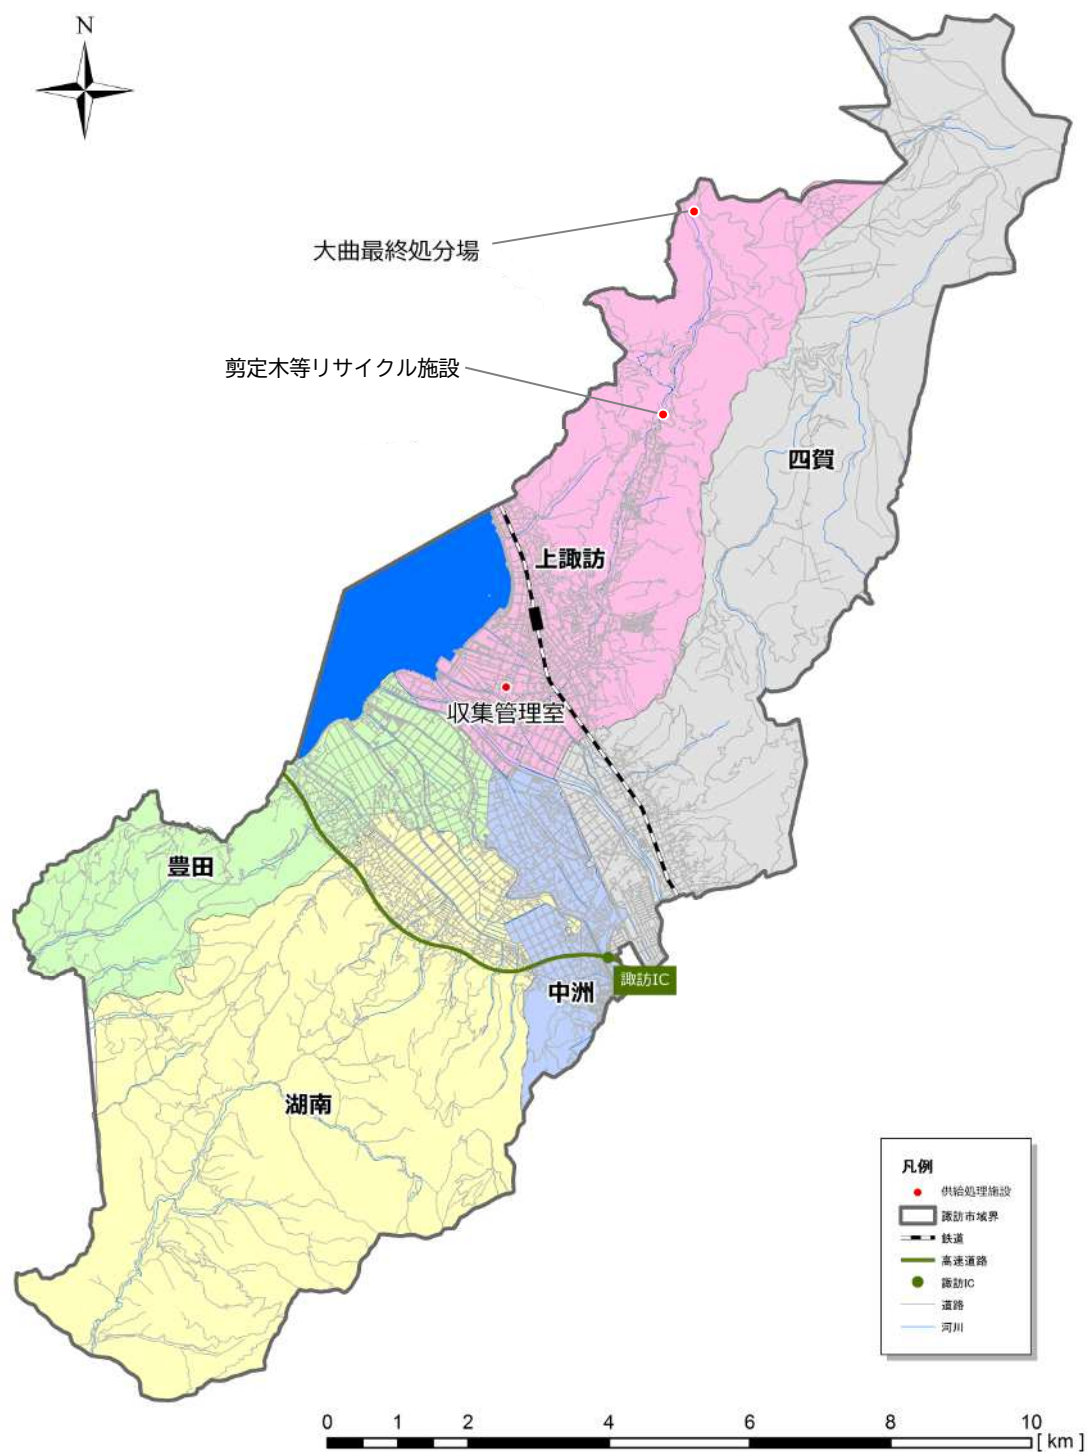 N
大曲最終処分場
剪定木等リサイクル施設
四賀
上諏訪
収集管理室
豊田
諏訪IC
中洲
湖南
凡例
供給処理施設
諏訪市域界
鉄道
高速道路
諏訪IC
道路
河川
0 1 2 4 6 8 10
[ km ]